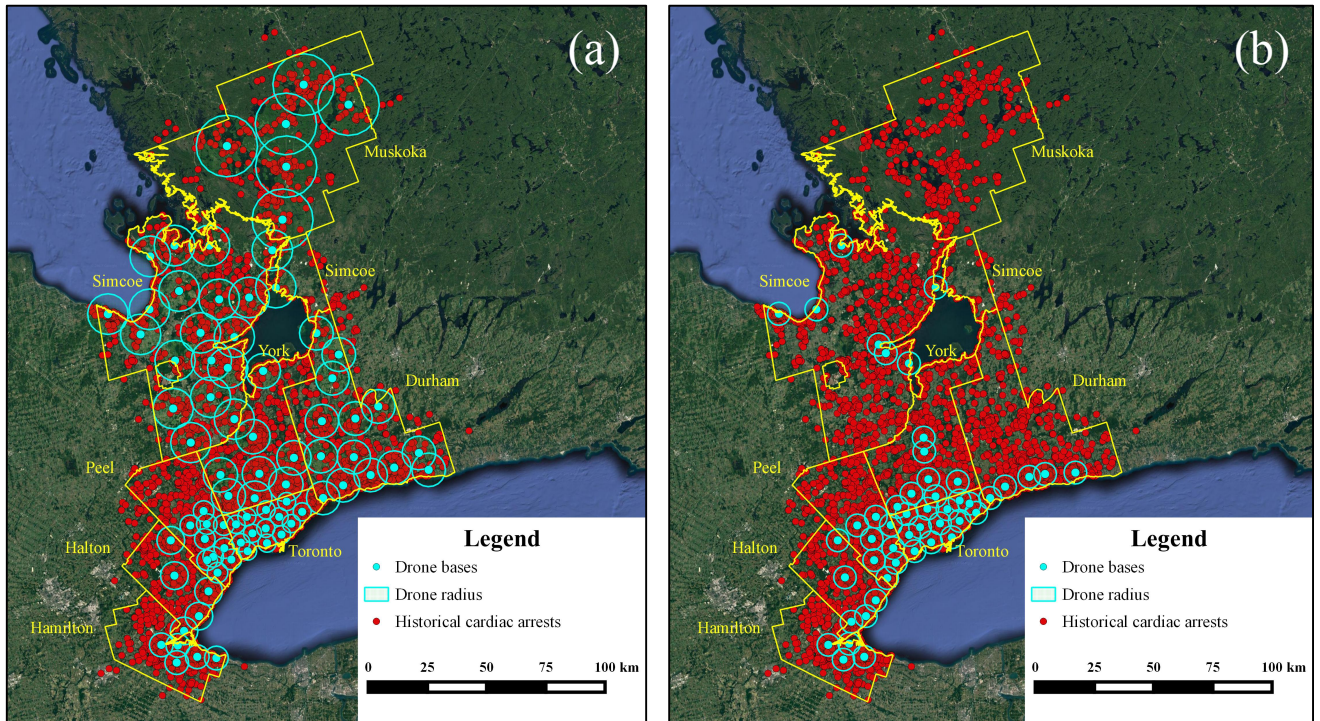 (a)
Muskoka
Simcoe
Simcoe
York
Durham
Peel
Halton
Toronto
Hamilton
Legend
Drone bases
Drone radius
Historical cardiac arrests
0 25 50 75 100 km
(b)
Muskoka
Simcoe
Simcoe
York
Durham
Peel
Halton
Toronto
Hamilton
Legend
Drone bases
Drone radius
Historical cardiac arrests
0 25 50 75 100 km